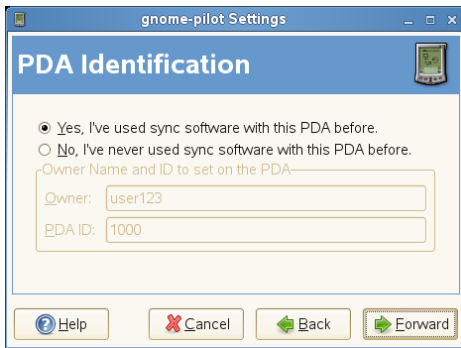 gnome-pilot Settings
PDA Identification
Yes, I've used sync software with this PDA before.
No, I've never used sync software with this PDA before.
Owner Name and ID to set on the PDA
Owner: user123
PDA ID: 1000
Help Cancel Back Forward